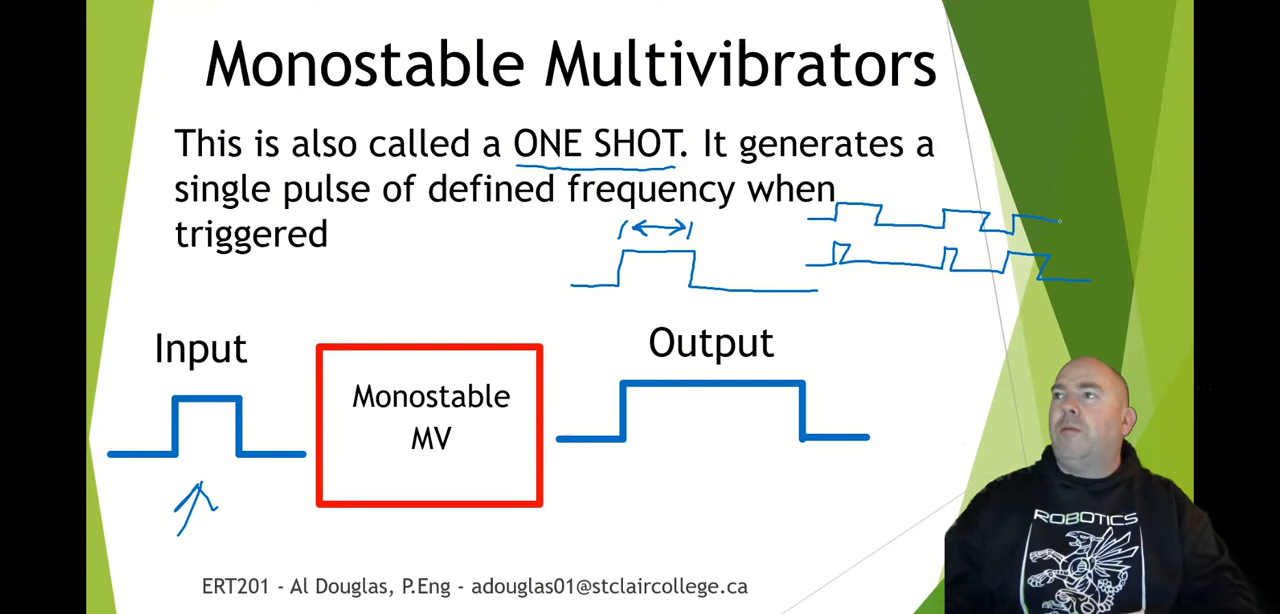 Monostable Multivibrators
This is also called a ONE SHOT. It generates a
single pulse of defined frequency when
triggered
Input
Output
Monostable
MV
ROBOTICS
ERT201 - Al Douglas, P.Eng - adouglas01@stclaircollege.ca